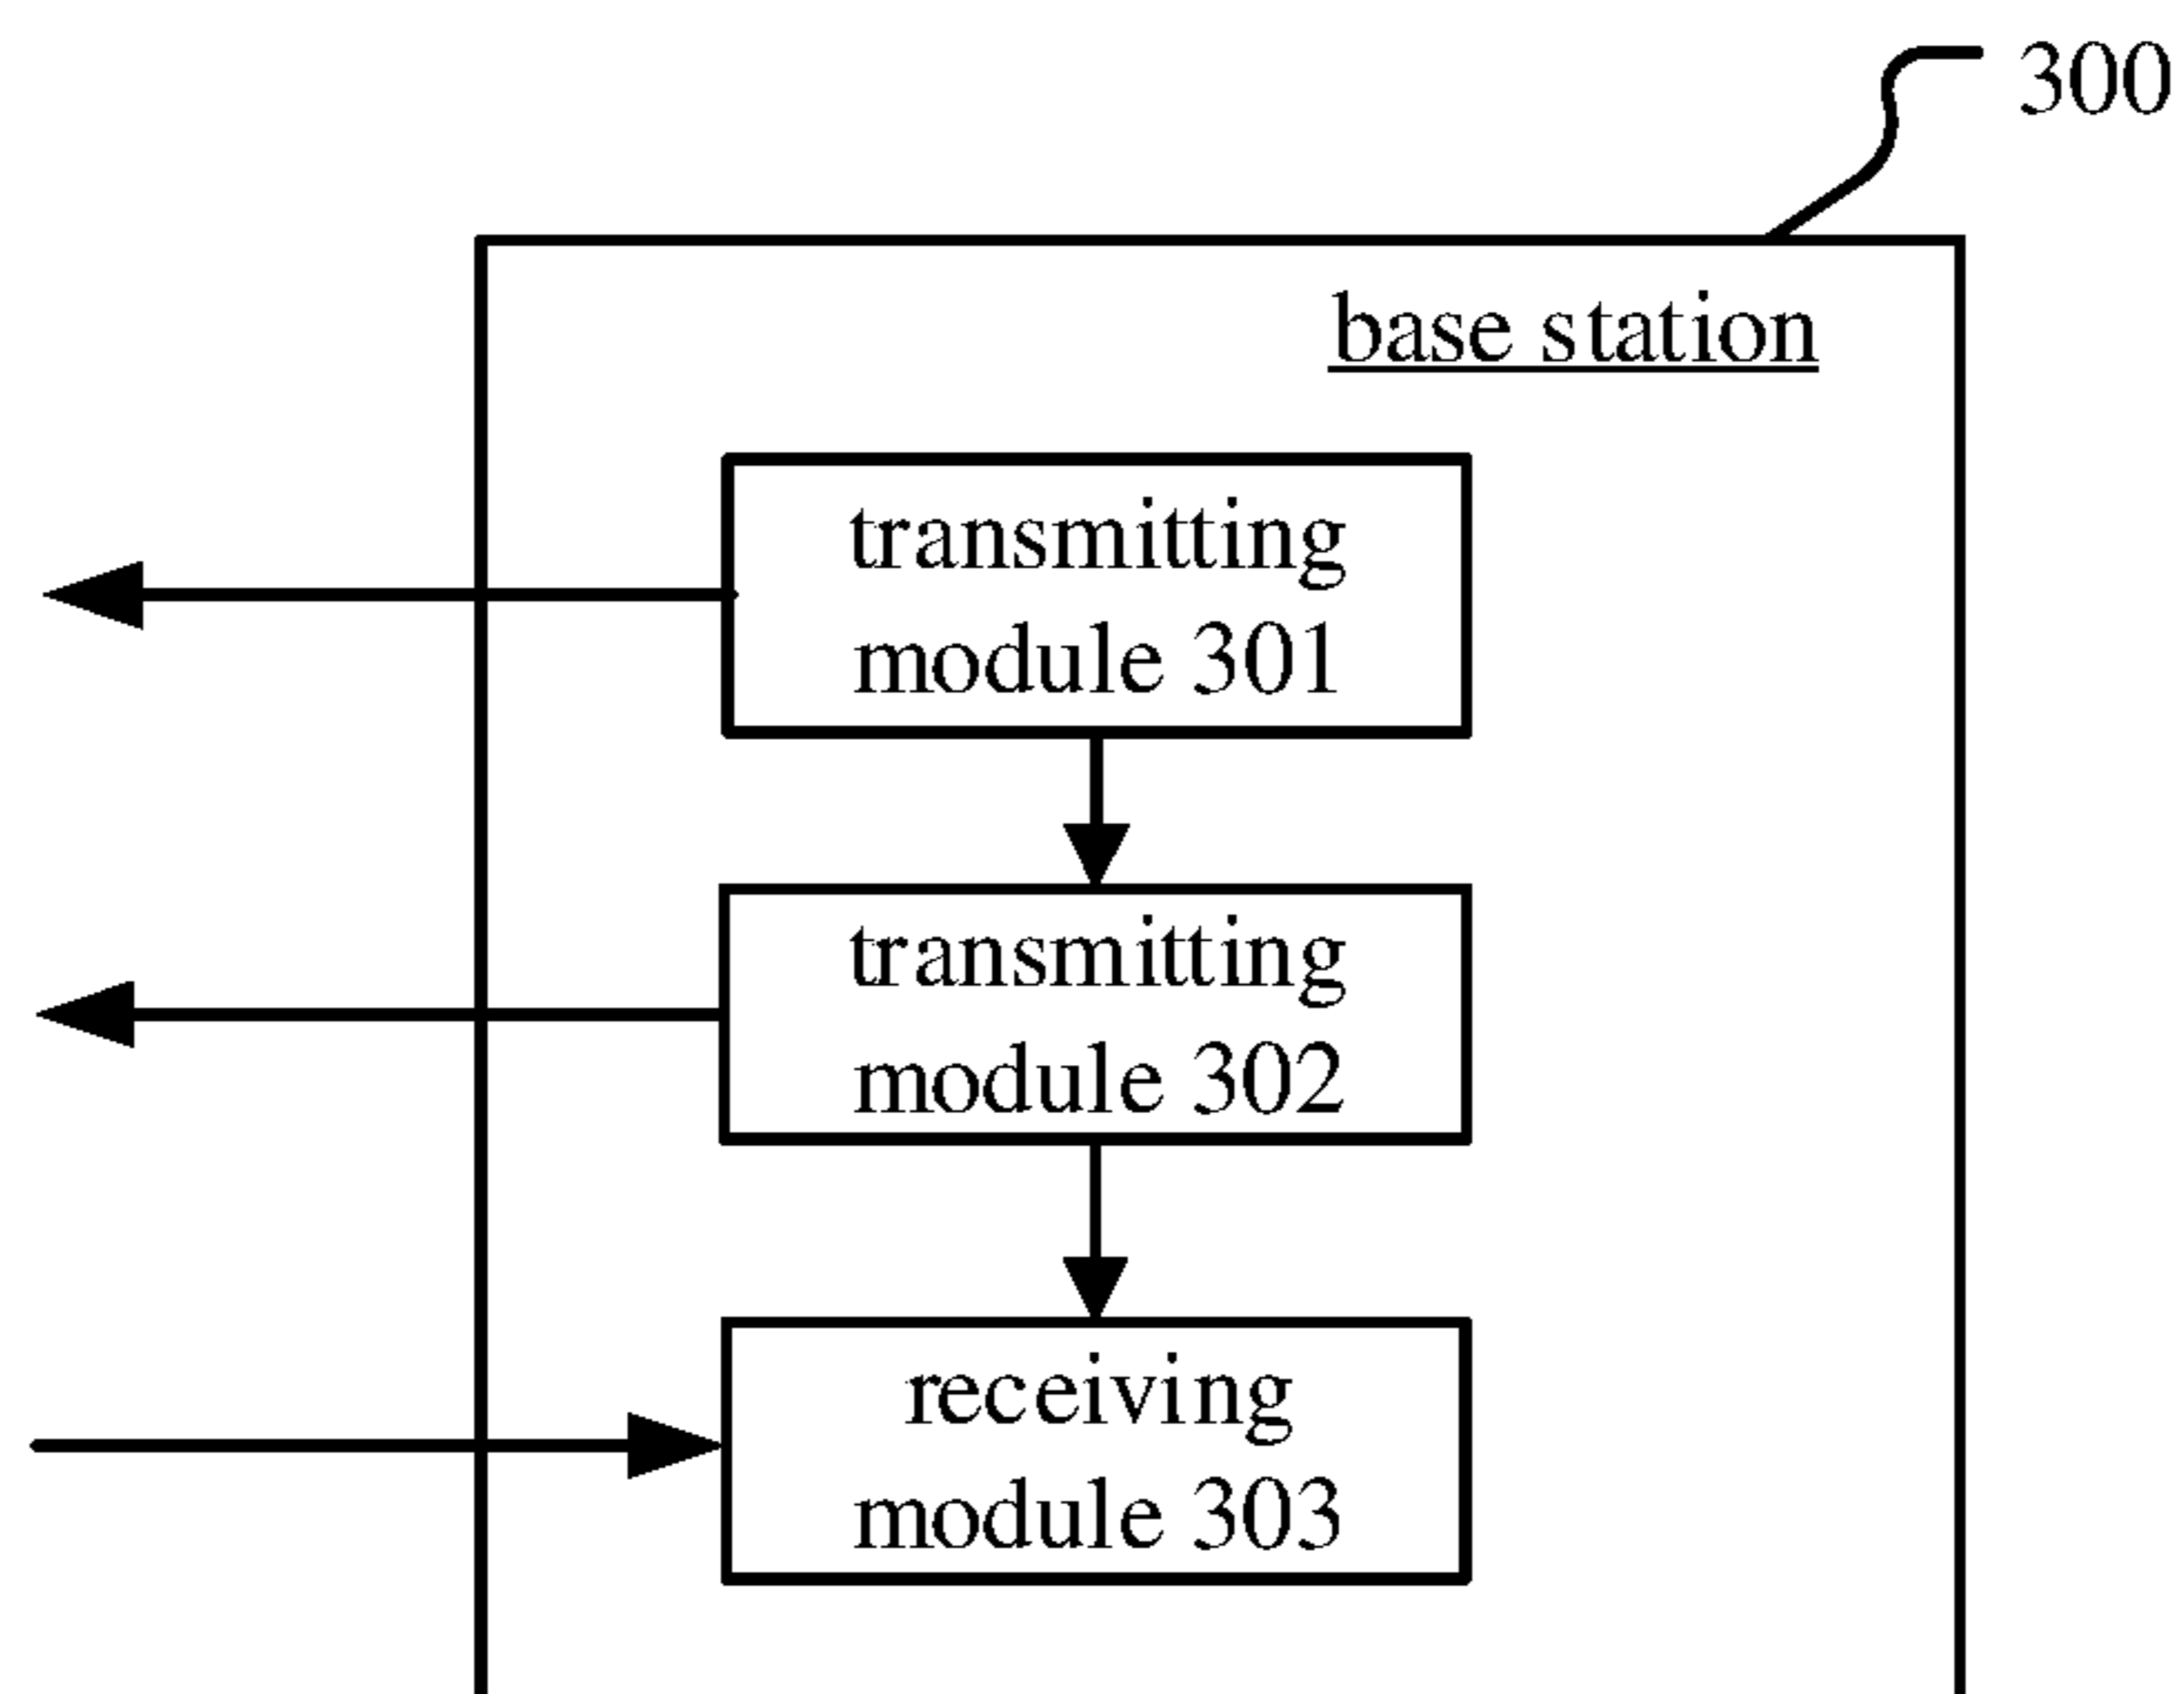 300
base station
transmitting
module 301
transmitting
module 302
receiving
module 303